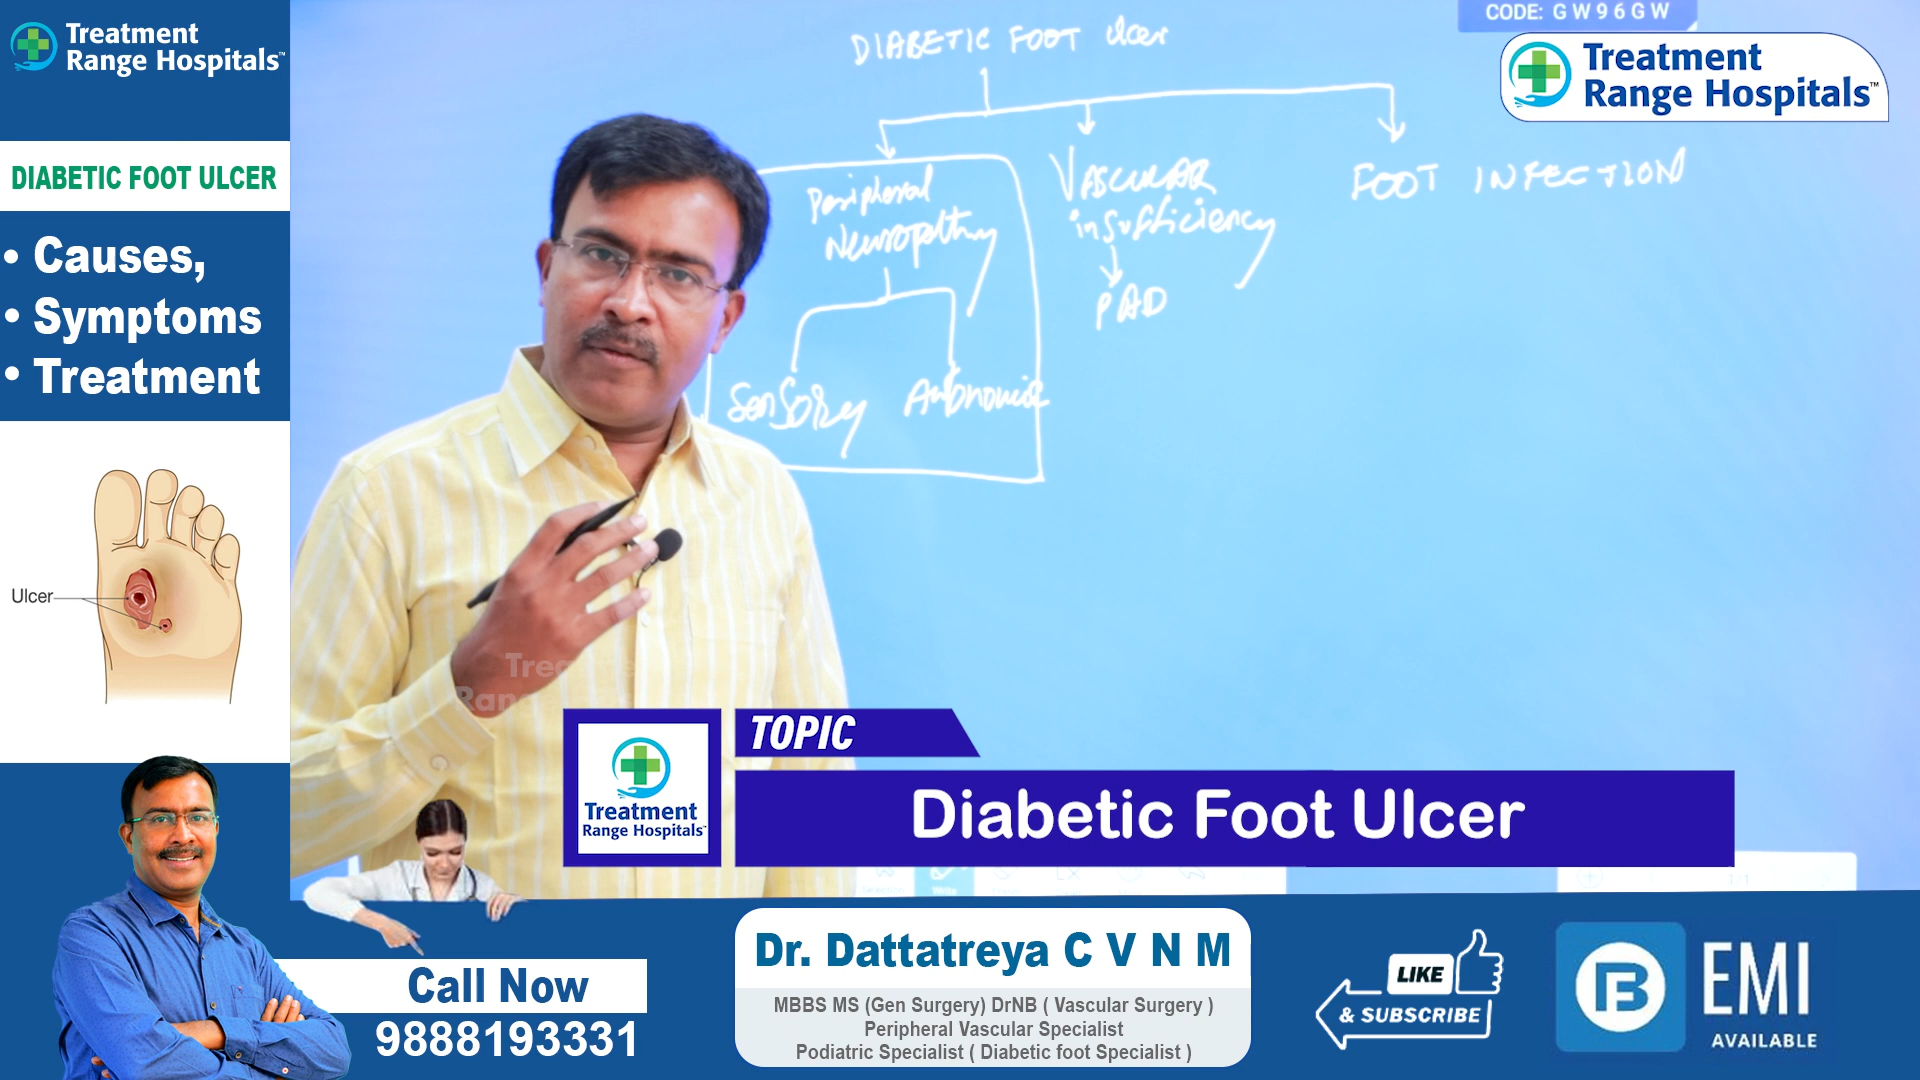 Treatment
Range Hospitals™
DIABETIC FOOT ULCER
• Causes,
• Symptoms
• Treatment
Ulcer
CODE: GW96GW
Treatment
Range Hospitals™
DIABETIC FOOT Ulcer
Peripheral
Neuropathy
Sensory
Autonomic
VASCULAR
insufficiency
PAD
FOOT INFECTION
Treatment
Range Hospitals
TOPIC
Diabetic Foot Ulcer
Call Now
9888193331
Dr. Dattatreya C V N M
MBBS MS (Gen Surgery) DrNB ( Vascular Surgery )
Peripheral Vascular Specialist
Podiatric Specialist ( Diabetic foot Specialist )
LIKE
& SUBSCRIBE
EMI
AVAILABLE